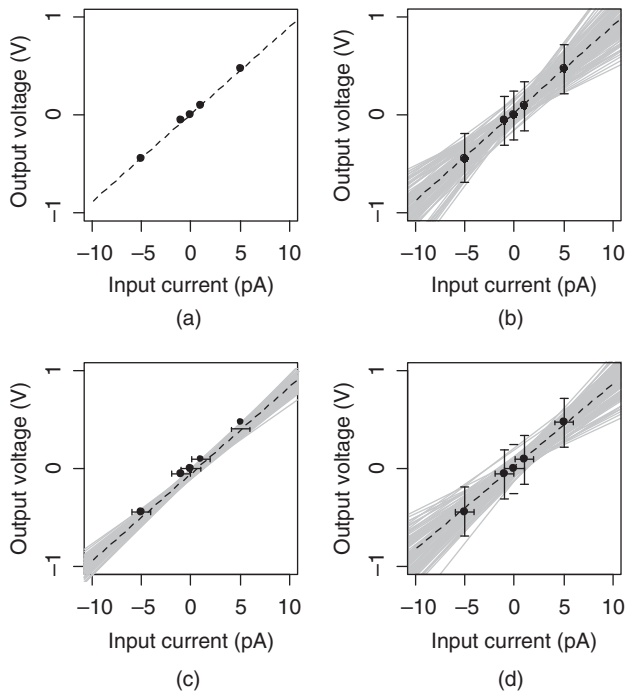 Output voltage (V)
1
0
−1
−10 −5 0 5 10
Input current (pA)
(a)
Output voltage (V)
1
0
−1
−10 −5 0 5 10
Input current (pA)
(b)
Output voltage (V)
1
0
−1
−10 −5 0 5 10
Input current (pA)
(c)
Output voltage (V)
1
0
−1
−10 −5 0 5 10
Input current (pA)
(d)